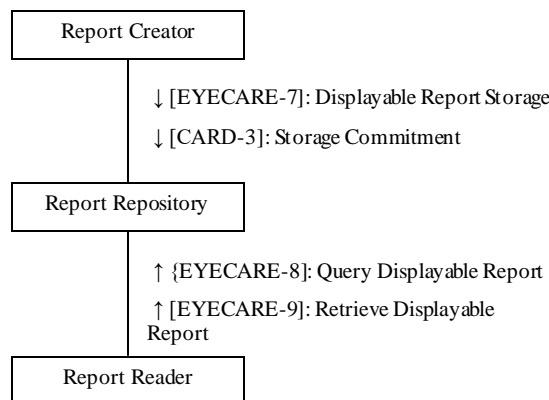 Report Creator
↓ [EYECARE-7]: Displayable Report Storage
↓ [CARD-3]: Storage Commitment
Report Repository
↑ {EYECARE-8]: Query Displayable Report
↑ [EYECARE-9]: Retrieve Displayable
Report
Report Reader